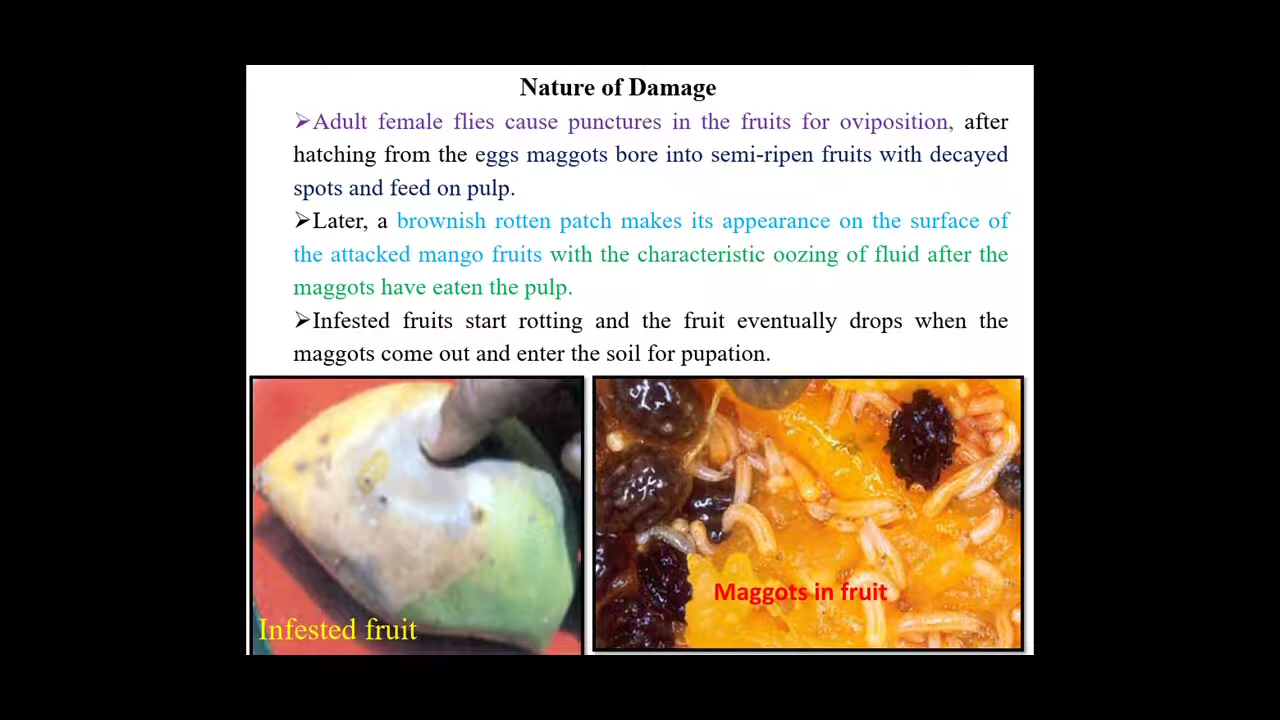 Nature of Damage
➢Adult female flies cause punctures in the fruits for oviposition, after
hatching from the eggs maggots bore into semi-ripen fruits with decayed
spots and feed on pulp.
➢Later, a brownish rotten patch makes its appearance on the surface of
the attacked mango fruits with the characteristic oozing of fluid after the
maggots have eaten the pulp.
➢Infested fruits start rotting and the fruit eventually drops when the
maggots come out and enter the soil for pupation.
Infested fruit
Maggots in fruit